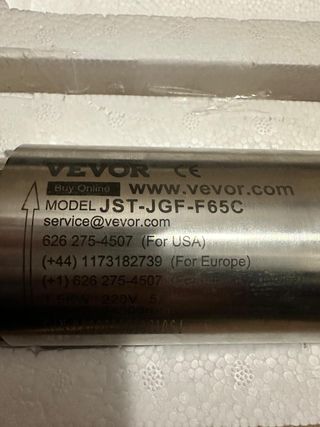 VEVOR CE
Buy Online www.vevor.com
MODEL JST-JGF-F65C
service@vevor.com
626 275-4507 (For USA)
(+44) 1173182739 (For Europe)
(+1) 626 275-4507
220V